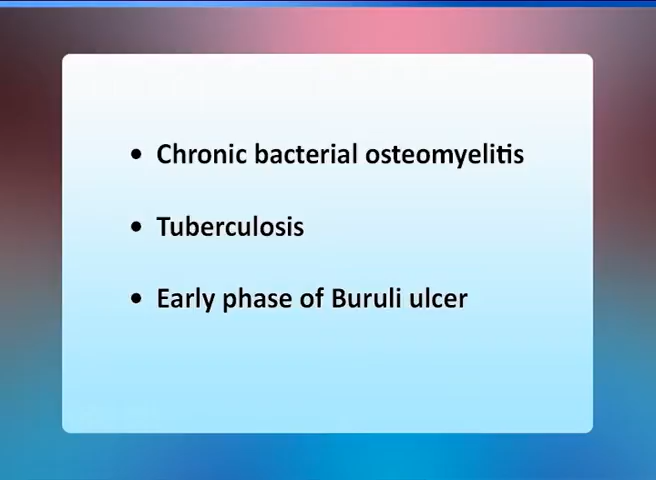 • Chronic bacterial osteomyelitis
• Tuberculosis
• Early phase of Buruli ulcer